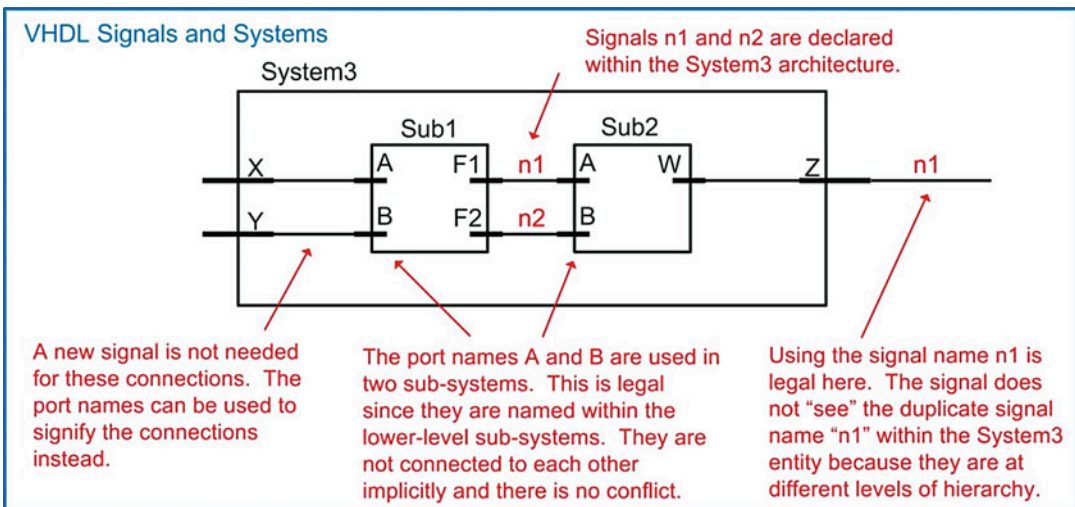 VHDL Signals and Systems
Signals n1 and n2 are declared
within the System3 architecture.
System3
Sub1
Sub2
X
A
F1
n1
A
W
Z
n1
Y
B
F2
n2
B
A new signal is not needed
for these connections.  The
port names can be used to
signify the connections
instead.
The port names A and B are used in
two sub-systems.  This is legal
since they are named within the
lower-level sub-systems.  They are
not connected to each other
implicitly and there is no conflict.
Using the signal name n1 is
legal here.  The signal does
not “see” the duplicate signal
name “n1” within the System3
entity because they are at
different levels of hierarchy.